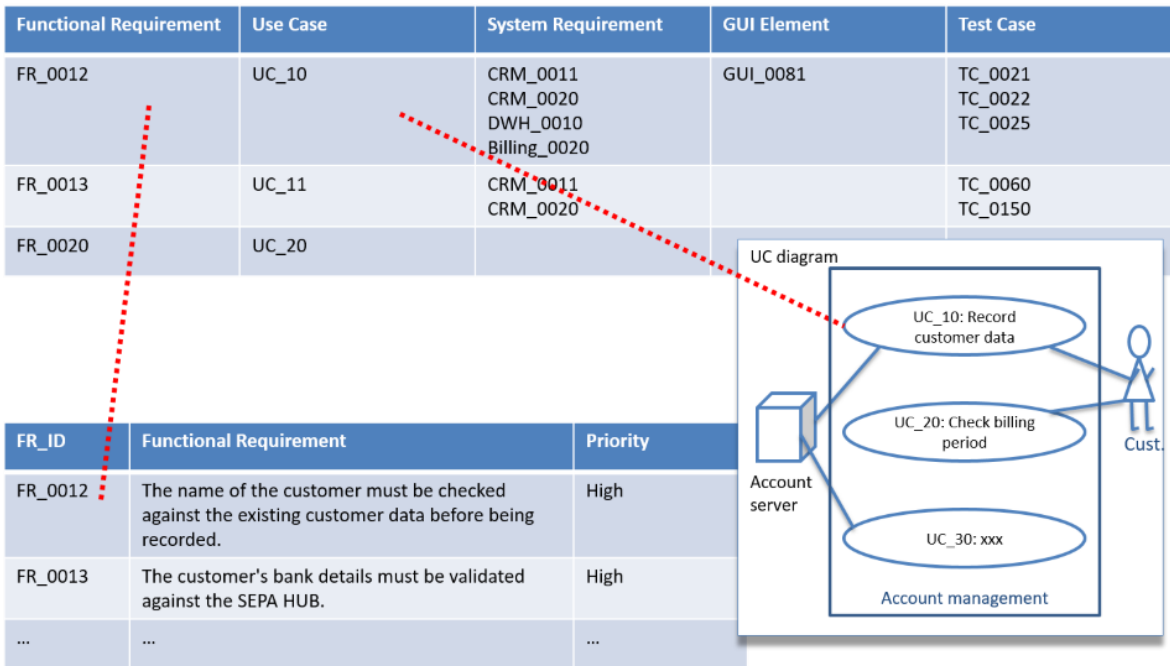 Functional Requirement Use Case System Requirement GUI Element Test Case
FR_0012 UC_10 CRM_0011 GUI_0081 TC_0021
CRM_0020 TC_0022
DWH_0010 TC_0025
Billing_0020
FR_0013 UC_11 CRM_0011 TC_0060
CRM_0020 TC_0150
FR_0020 UC_20
UC diagram
UC_10: Record
customer data
UC_20: Check billing
period
Cust.
Account
server
UC_30: xxx
Account management
FR_ID Functional Requirement Priority
FR_0012 The name of the customer must be checked High
against the existing customer data before being
recorded.
FR_0013 The customer's bank details must be validated High
against the SEPA HUB.
... ... ...